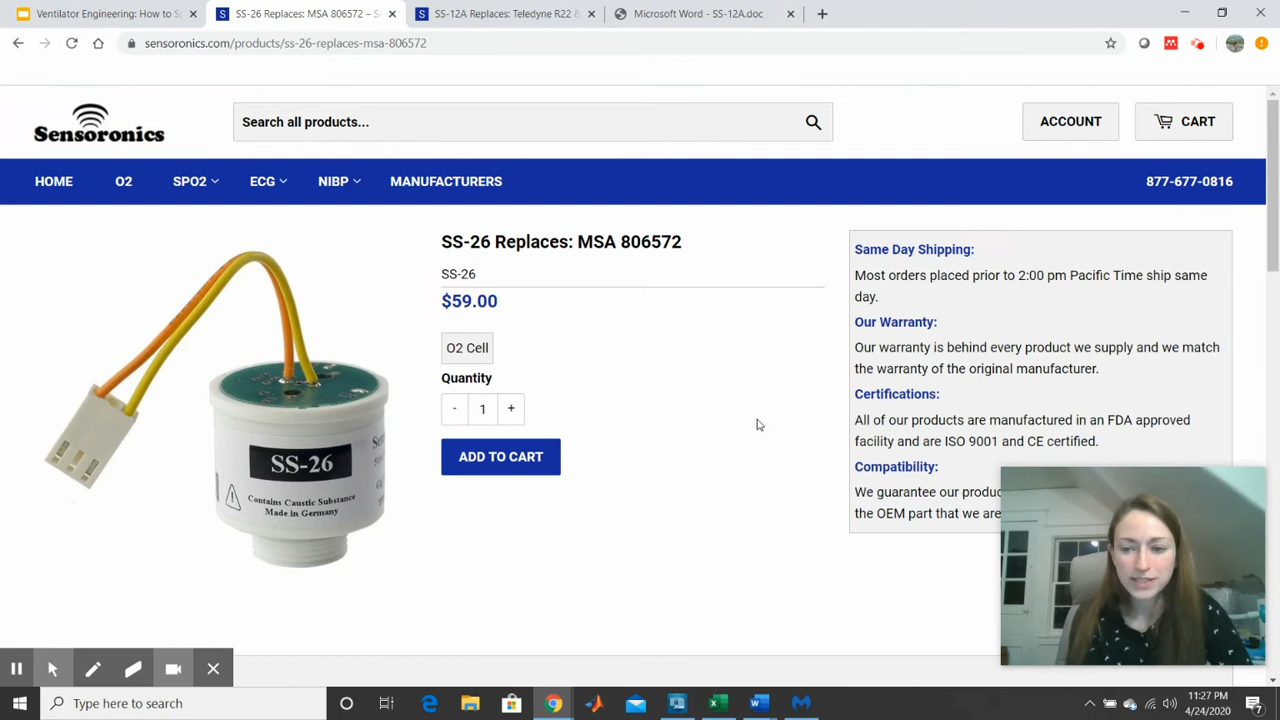 Ventilator Engineering: How to S
SS-26 Replaces: MSA 806572 – S
SS-12A Replaces: Teledyne R22
Microsoft Word - SS-12A.doc
sensoronics.com/products/ss-26-replaces-msa-806572
Sensoronics
Search all products...
ACCOUNT
CART
HOME
O2
SPO2
ECG
NIBP
MANUFACTURERS
877-677-0816
SS-26 Replaces: MSA 806572
SS-26
$59.00
O2 Cell
Quantity
- 1 +
ADD TO CART
SS-26
Contains Caustic Substance
Made in Germany
Same Day Shipping:
Most orders placed prior to 2:00 pm Pacific Time ship same
day.
Our Warranty:
Our warranty is behind every product we supply and we match
the warranty of the original manufacturer.
Certifications:
All of our products are manufactured in an FDA approved
facility and are ISO 9001 and CE certified.
Compatibility:
We guarantee our produc
the OEM part that we are
Type here to search
11:27 PM
4/24/2020
7